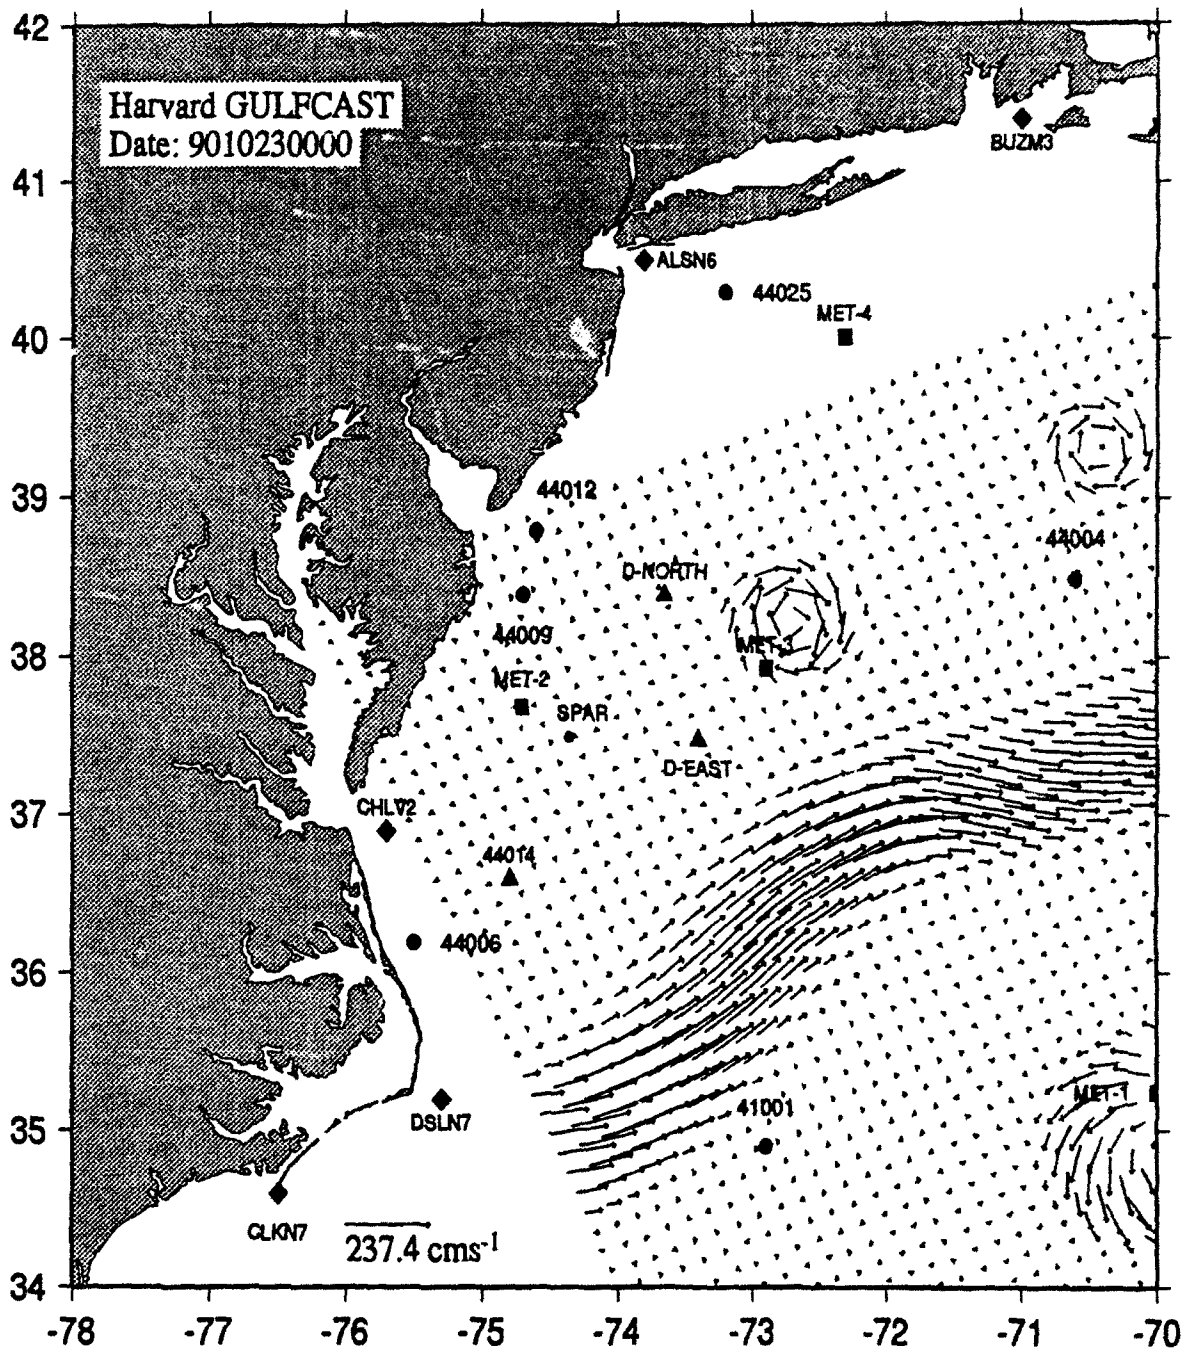 42
Harvard GULFCAST
Date: 9010230000
BUZM3
41
ALSN6
44025
MET-4
40
39
44012
44004
D-NORTH
44009
MET-3
38
MET-2
SPAR
D-EAST
37
CHLV2
44014
44006
36
41001
MET-1
35
DSLN7
CLKN7
237.4 cms⁻¹
34
-78 -77 -76 -75 -74 -73 -72 -71 -70